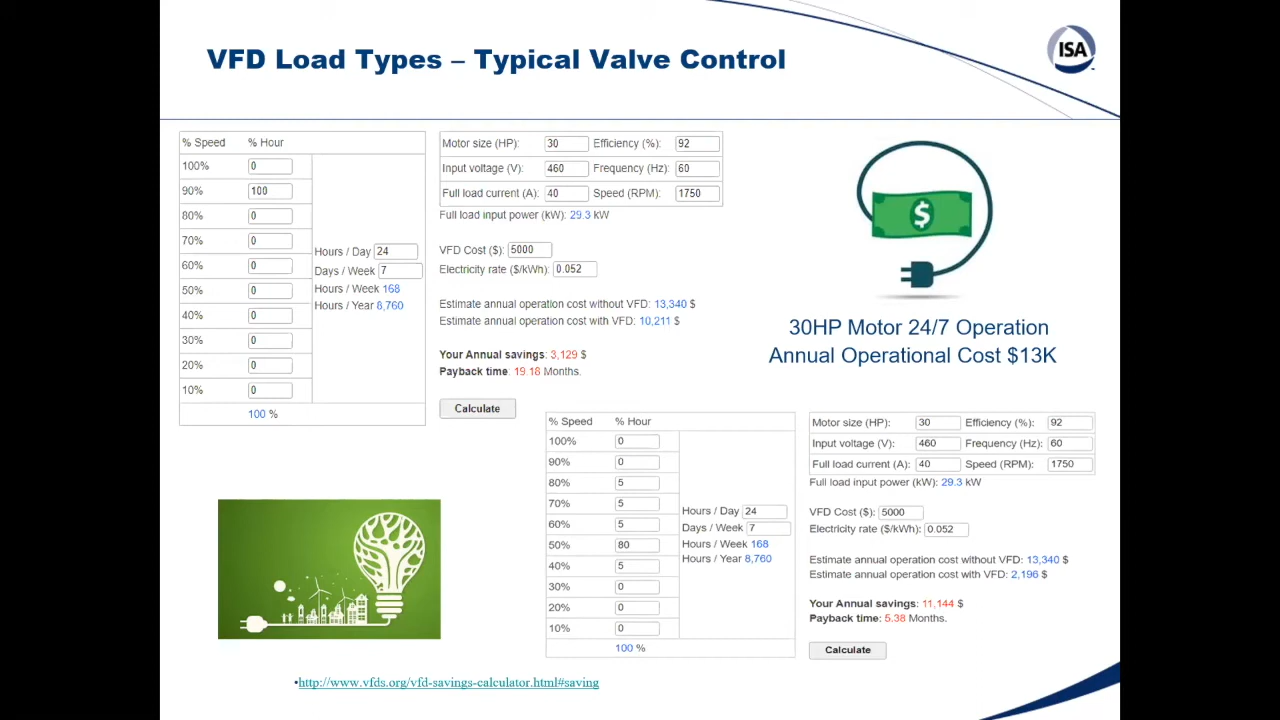 VFD Load Types – Typical Valve Control
ISA
% Speed % Hour
100% 0
90% 100
80% 0
70% 0
60% 0
50% 0
40% 0
30% 0
20% 0
10% 0
100 %
Hours / Day 24
Days / Week 7
Hours / Week 168
Hours / Year 8,760
Motor size (HP): 30 Efficiency (%): 92
Input voltage (V): 460 Frequency (Hz): 60
Full load current (A): 40 Speed (RPM): 1750
Full load input power (kW): 29.3 kW
VFD Cost ($): 5000
Electricity rate ($/kWh): 0.052
Estimate annual operation cost without VFD: 13,340 $
Estimate annual operation cost with VFD: 10,211 $
Your Annual savings: 3,129 $
Payback time: 19.18 Months.
Calculate
$
30HP Motor 24/7 Operation
Annual Operational Cost $13K
% Speed % Hour
100% 0
90% 0
80% 5
70% 5
60% 5
50% 80
40% 5
30% 0
20% 0
10% 0
100 %
Hours / Day 24
Days / Week 7
Hours / Week 168
Hours / Year 8,760
Motor size (HP): 30 Efficiency (%): 92
Input voltage (V): 460 Frequency (Hz): 60
Full load current (A): 40 Speed (RPM): 1750
Full load input power (kW): 29.3 kW
VFD Cost ($): 5000
Electricity rate ($/kWh): 0.052
Estimate annual operation cost without VFD: 13,340 $
Estimate annual operation cost with VFD: 2,196 $
Your Annual savings: 11,144 $
Payback time: 5.38 Months.
Calculate
•http://www.vfds.org/vfd-savings-calculator.html#saving